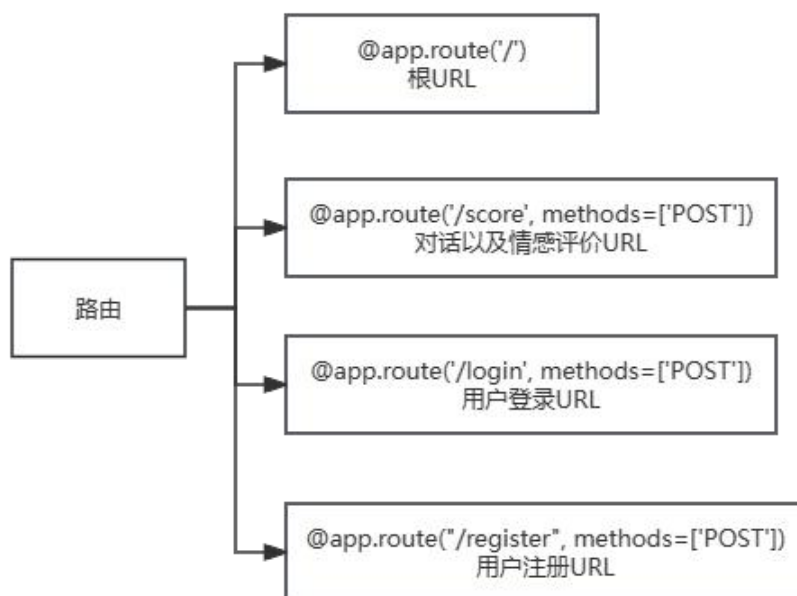 @app.route('/')
根URL
@app.route('/score', methods=['POST'])
对话以及情感评价URL
路由
@app.route('/login', methods=['POST'])
用户登录URL
@app.route("/register", methods=['POST'])
用户注册URL